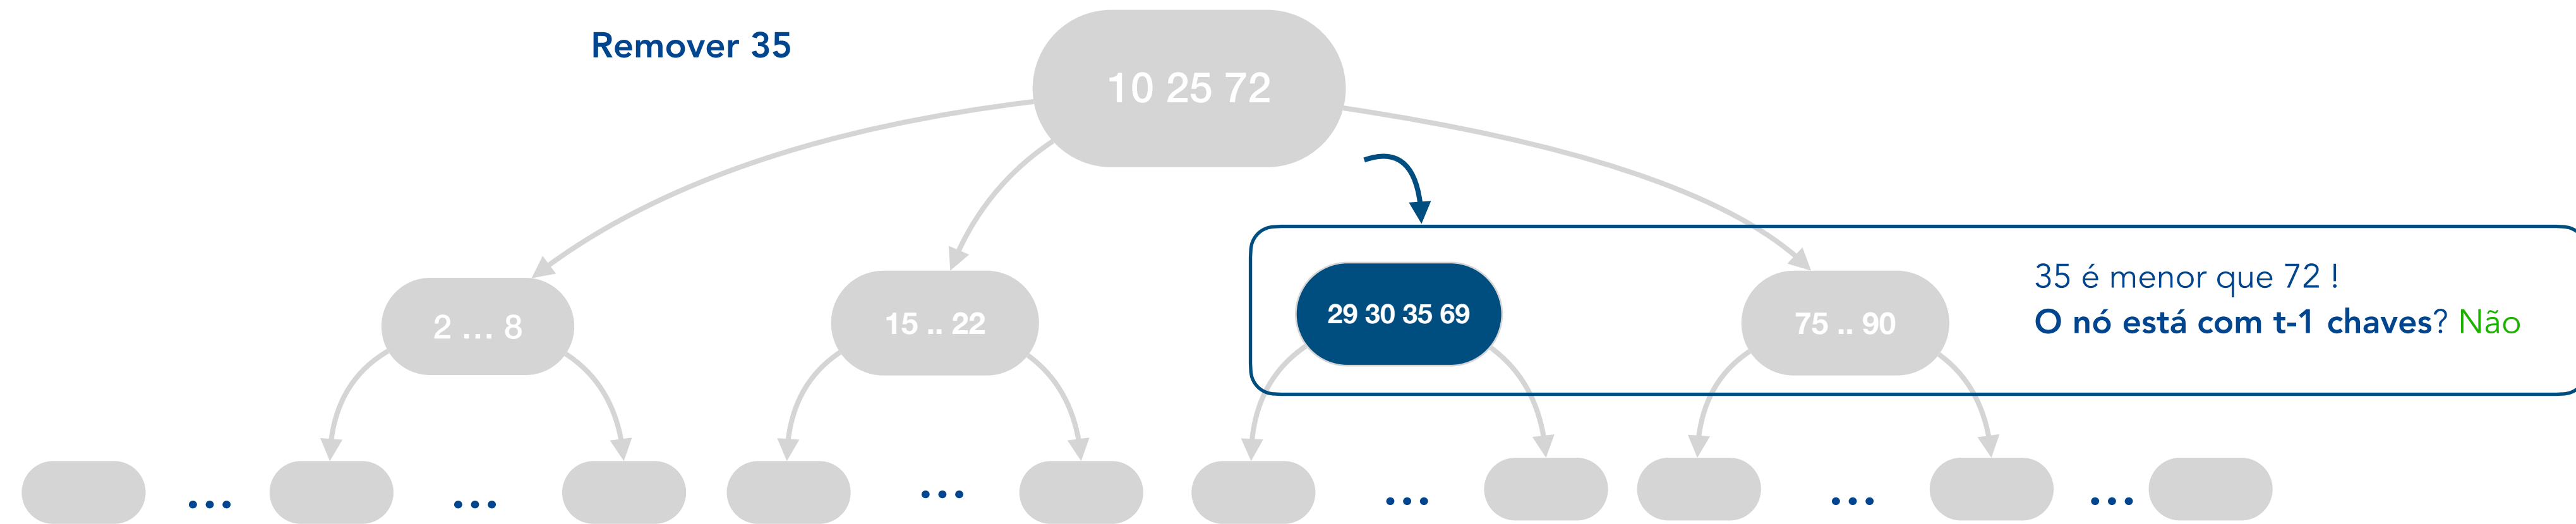 Remover 35
10 25 72
35 é menor que 72 !
O nó está com t-1 chaves? Não
2 ... 8
15 .. 22
29 30 35 69
75 .. 90
... ... ... ... ... ...